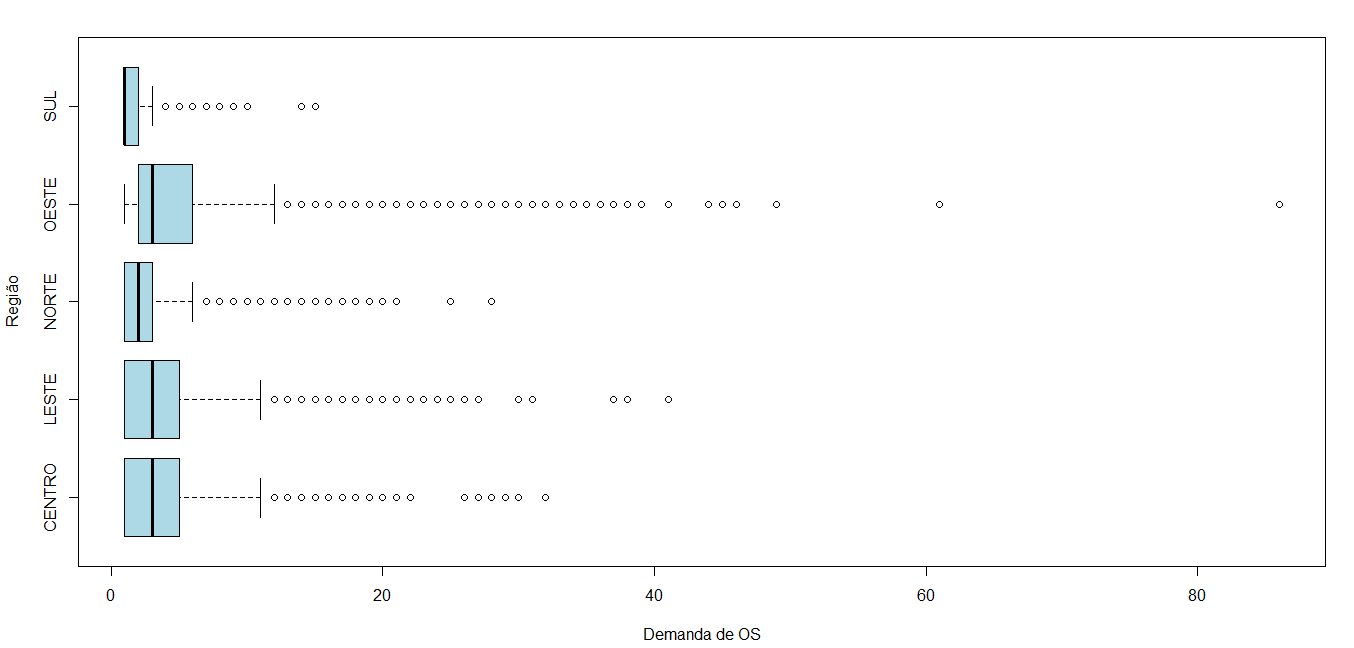 Região
SUL
OESTE
NORTE
LESTE
CENTRO
0 20 40 60 80
Demanda de OS